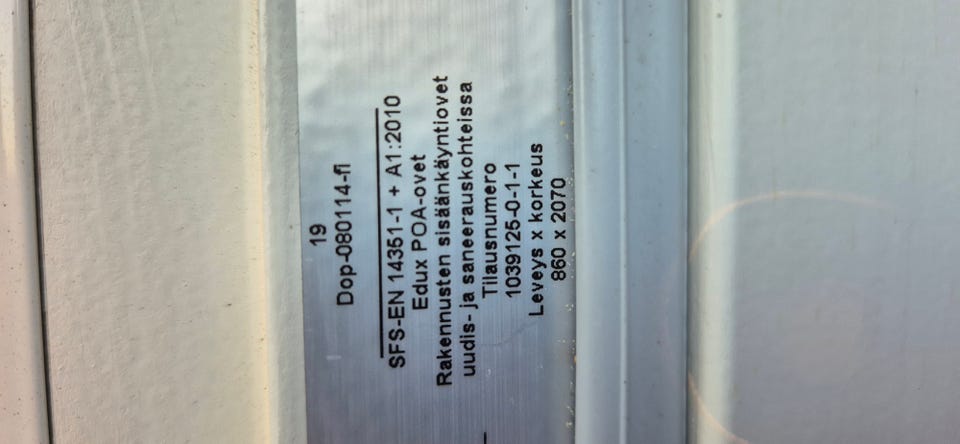 19
Dop-080114-fi
SFS-EN 14351-1 + A1:2010
Edux POA-ovet
Rakennusten sisäänkäyntiovet
uudis- ja saneerauskohteissa
Tilausnumero
1039125-0-1-1
Leveys x korkeus
860 x 2070